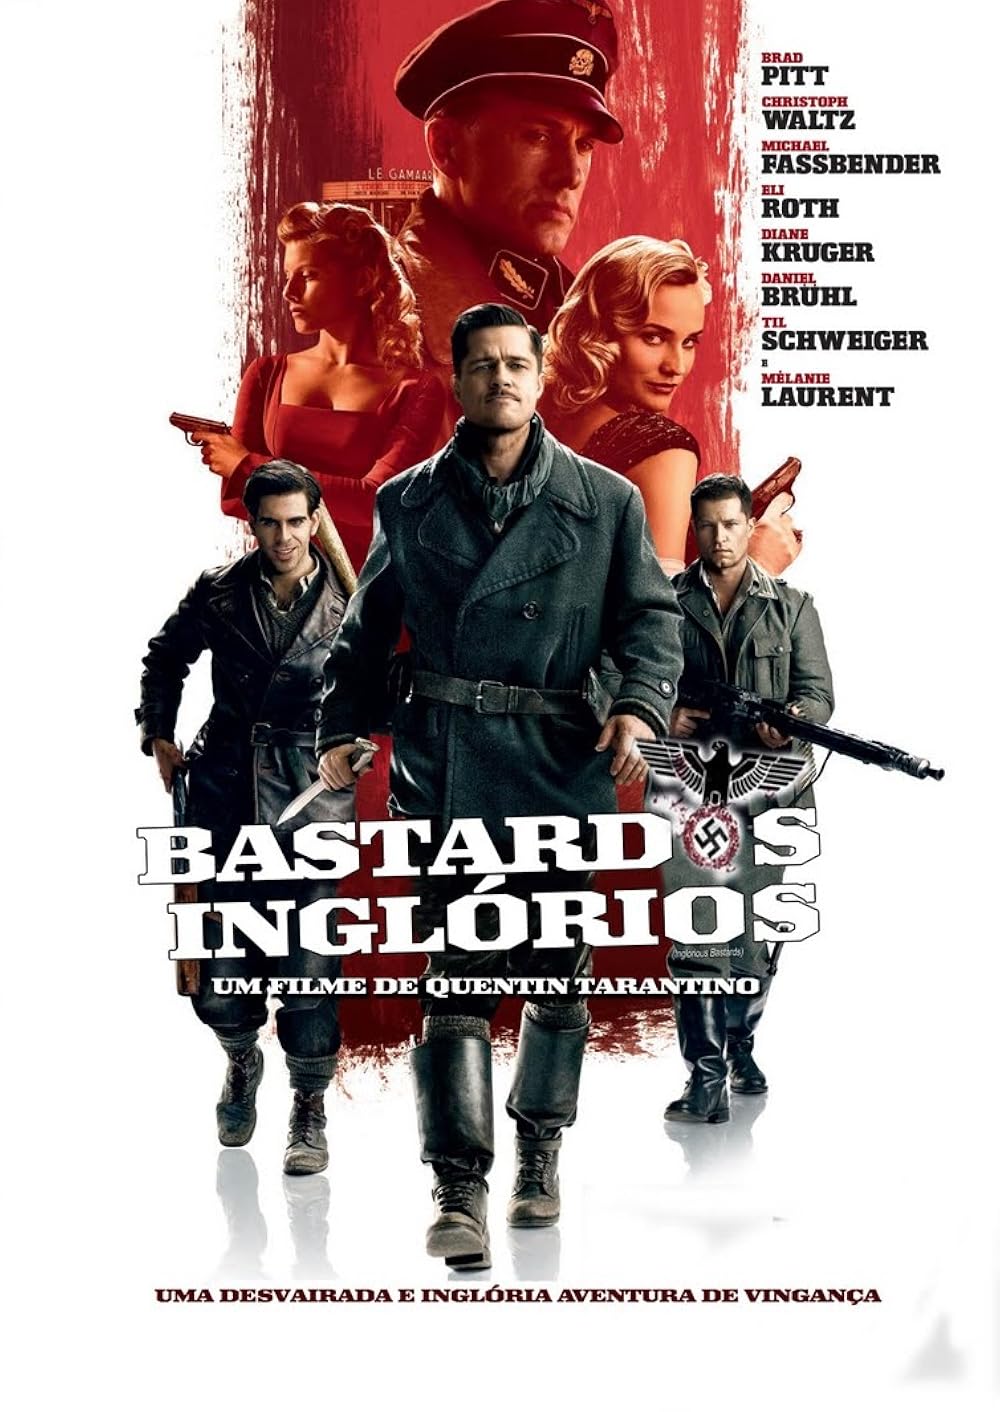 BRAD
PITT
CHRISTOPH
WALTZ
MICHAEL
FASSBENDER
ELI
ROTH
DIANE
KRUGER
DANIEL
BRÜHL
TIL
SCHWEIGER
E
MÉLANIE
LAURENT
LE GAMAAR
BASTARDOS
INGLÓRIOS
(Inglorious Bastards)
UM FILME DE QUENTIN TARANTINO
UMA DESVAIRADA E INGLÓRIA AVENTURA DE VINGANÇA